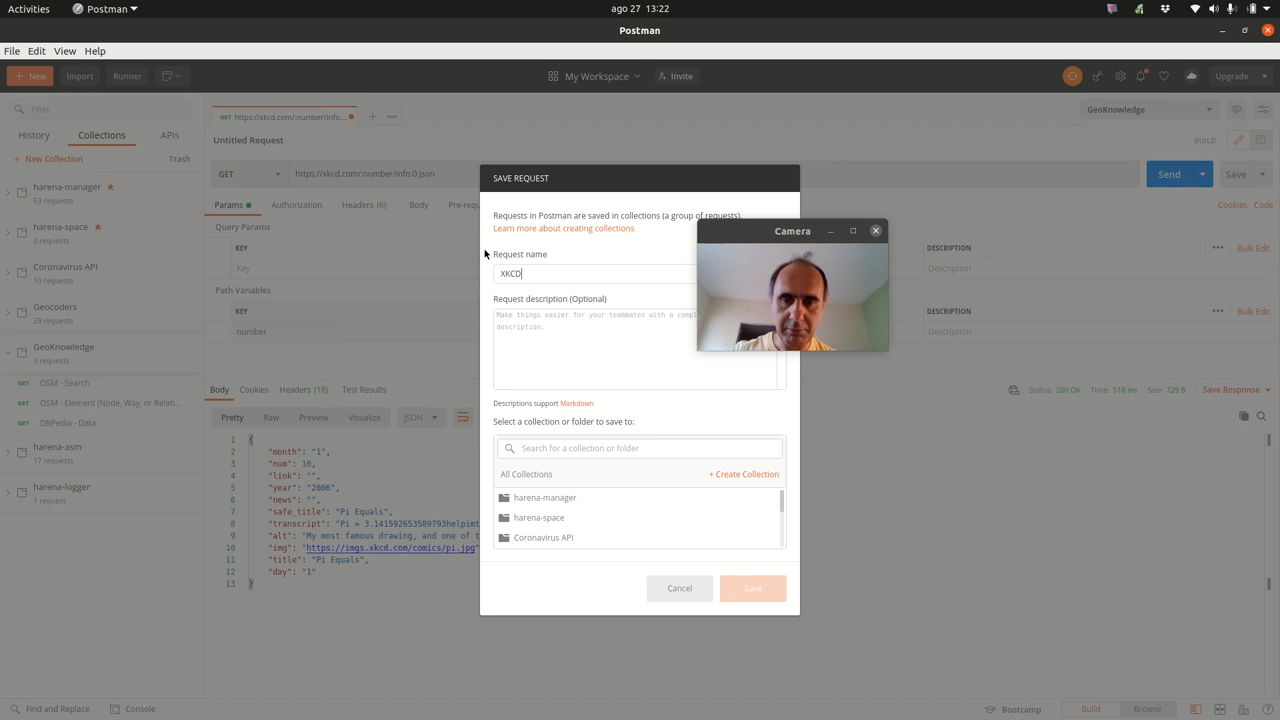 Activities
Postman
ago 27 13:22
Postman
File Edit View Help
New
Import
Runner
My Workspace
Invite
Upgrade
Filter
GET https://xkcd.com/:number/info....
GeoKnowledge
History
Collections
APIs
Untitled Request
BUILD
+ New Collection
Trash
GET
https://xkcd.com/:number/info.0.json
Send
Save
harena-manager
63 requests
Params
Authorization
Headers (6)
Body
Pre-requ
Cookies
Code
harena-space
2 requests
Query Params
KEY
DESCRIPTION
Bulk Edit
Key
Description
Coronavirus API
10 requests
Path Variables
KEY
DESCRIPTION
Bulk Edit
number
Description
Geocoders
29 requests
GeoKnowledge
3 requests
GET OSM - Search
GET OSM - Element (Node, Way, or Relati...
GET DBPedia - Data
harena-asm
17 requests
harena-logger
1 request
SAVE REQUEST
Requests in Postman are saved in collections (a group of requests).
Learn more about creating collections
Request name
XKCD
Camera
Request description (Optional)
Make things easier for your teammates with a compl
description.
Descriptions support Markdown
Select a collection or folder to save to:
Search for a collection or folder
All Collections
+ Create Collection
harena-manager
harena-space
Coronavirus API
Cancel
Save
Body
Cookies
Headers (18)
Test Results
Status: 200 OK
Time: 518 ms
Size: 729 B
Save Response
Pretty
Raw
Preview
Visualize
JSON
1 {
2 "month": "1",
3 "num": 10,
4 "link": "",
5 "year": "2006",
6 "news": "",
7 "safe_title": "Pi Equals",
8 "transcript": "Pi = 3.141592653589793helpimt
9 "alt": "My most famous drawing, and one of t
10 "img": "https://imgs.xkcd.com/comics/pi.jpg"
11 "title": "Pi Equals",
12 "day": "1"
13 }
Find and Replace
Console
Bootcamp
Build
Browse